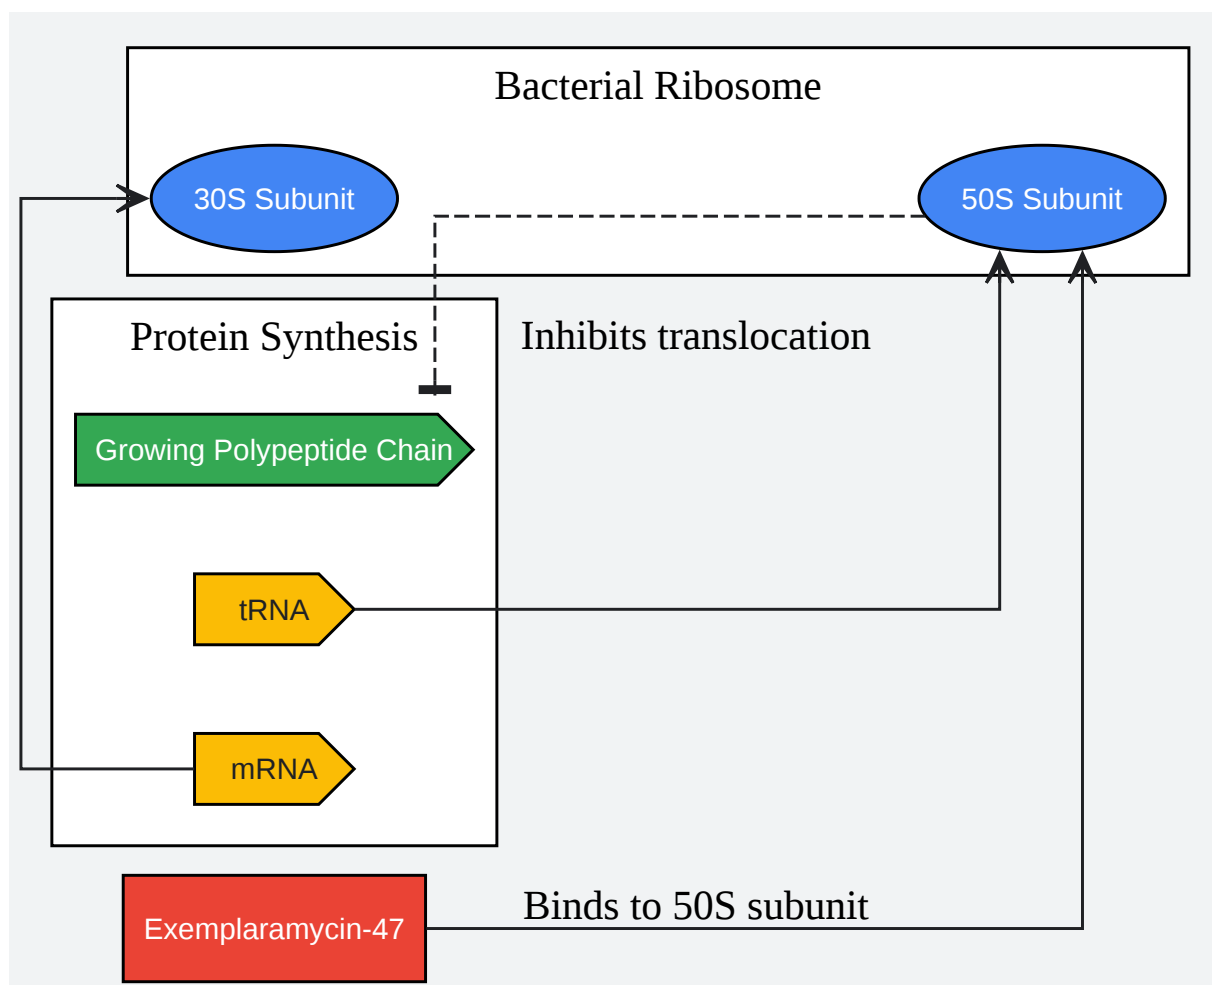 Bacterial Ribosome
30S Subunit
50S Subunit
Protein Synthesis
Inhibits translocation
Growing Polypeptide Chain
tRNA
mRNA
Binds to 50S subunit
Exemplaramycin-47